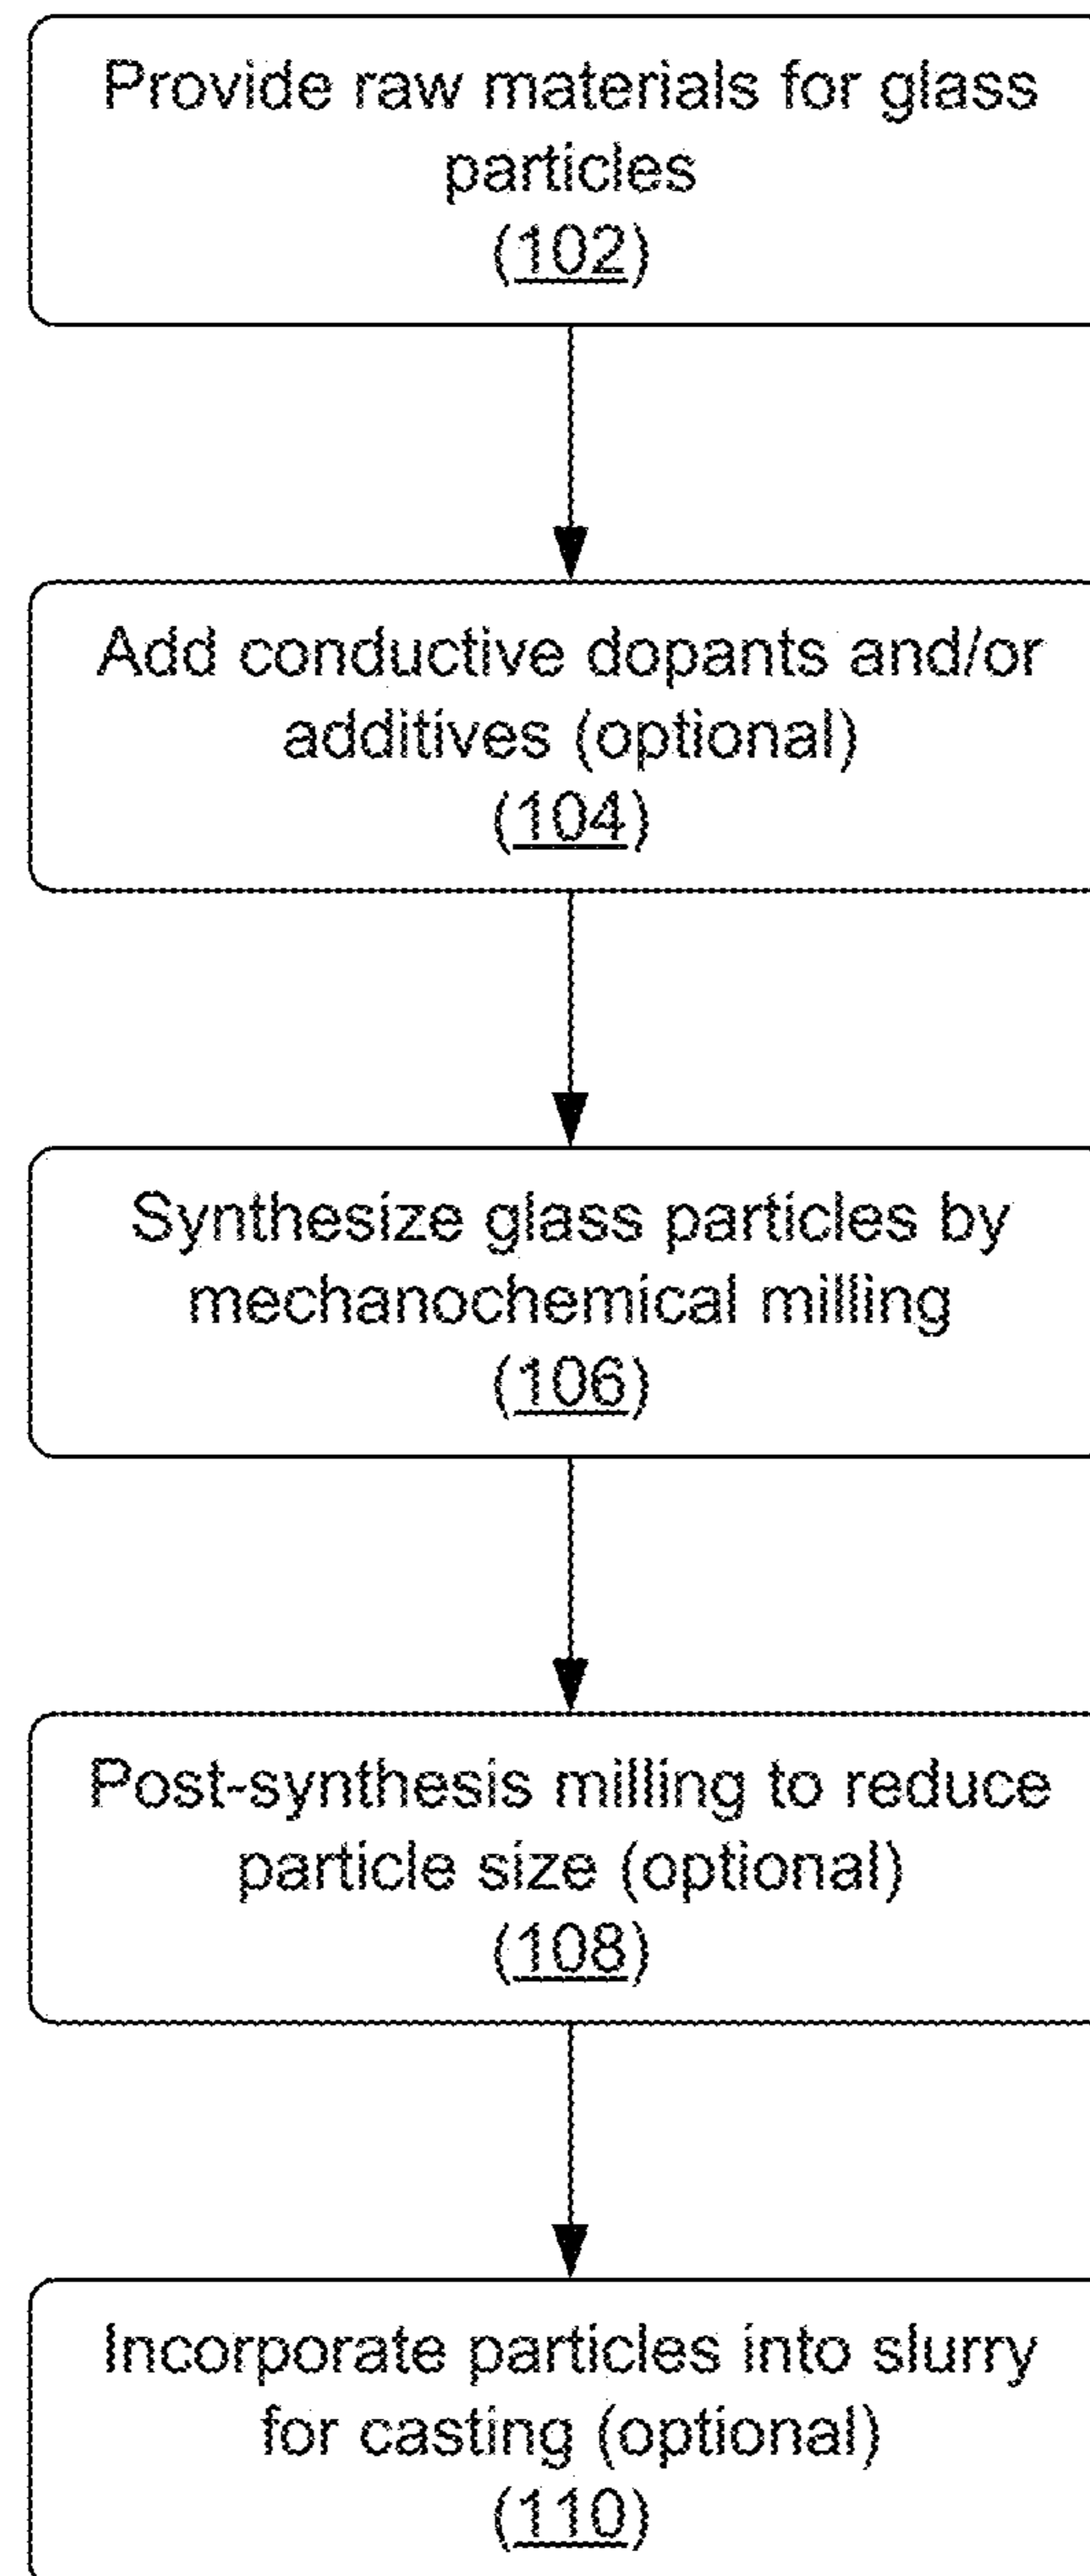 Provide raw materials for glass
particles
(102)
Add conductive dopants and/or
additives (optional)
(104)
Synthesize glass particles by
mechanochemical milling
(106)
Post-synthesis milling to reduce
particle size (optional)
(108)
Incorporate particles into slurry
for casting (optional)
(110)